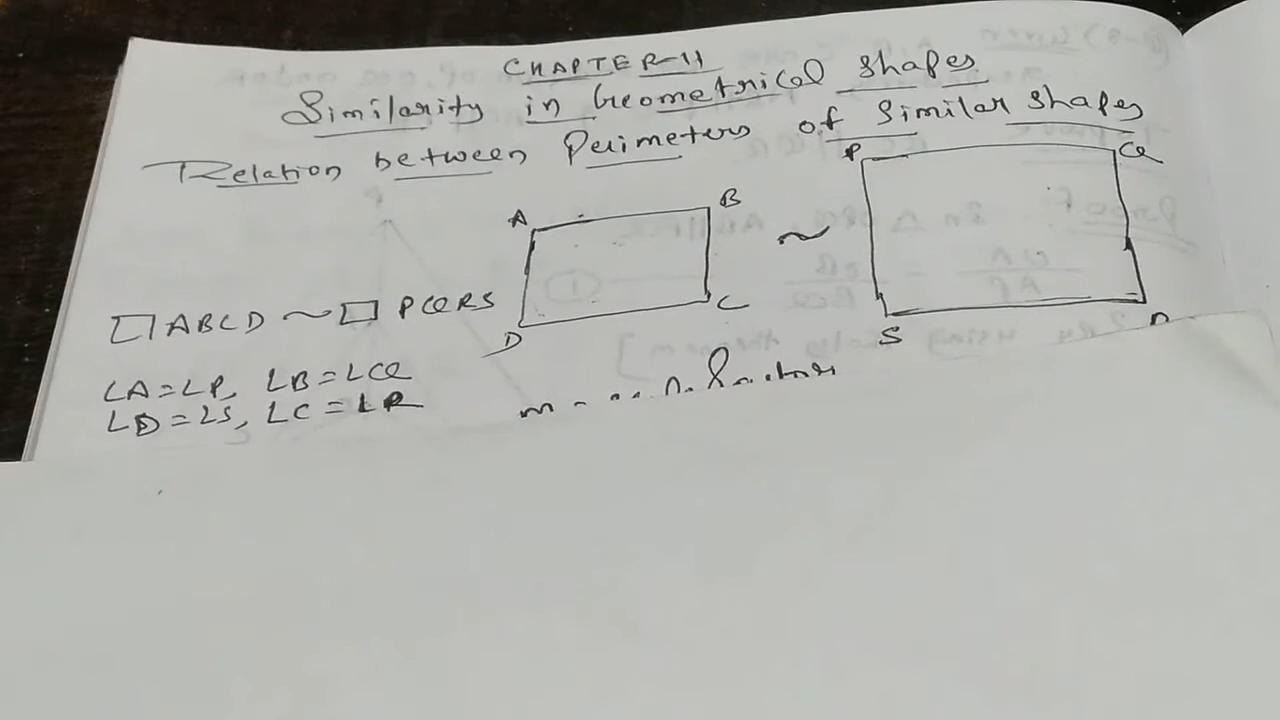 CHAPTER-11
Similarity in Geometrical shapes
Relation between Perimeters of Similar shapes
A B
P Q
~
D C
S
□ABCD ~ □ PQRS
∠A=∠P, ∠B=∠Q
∠D=∠S, ∠C=∠R
m